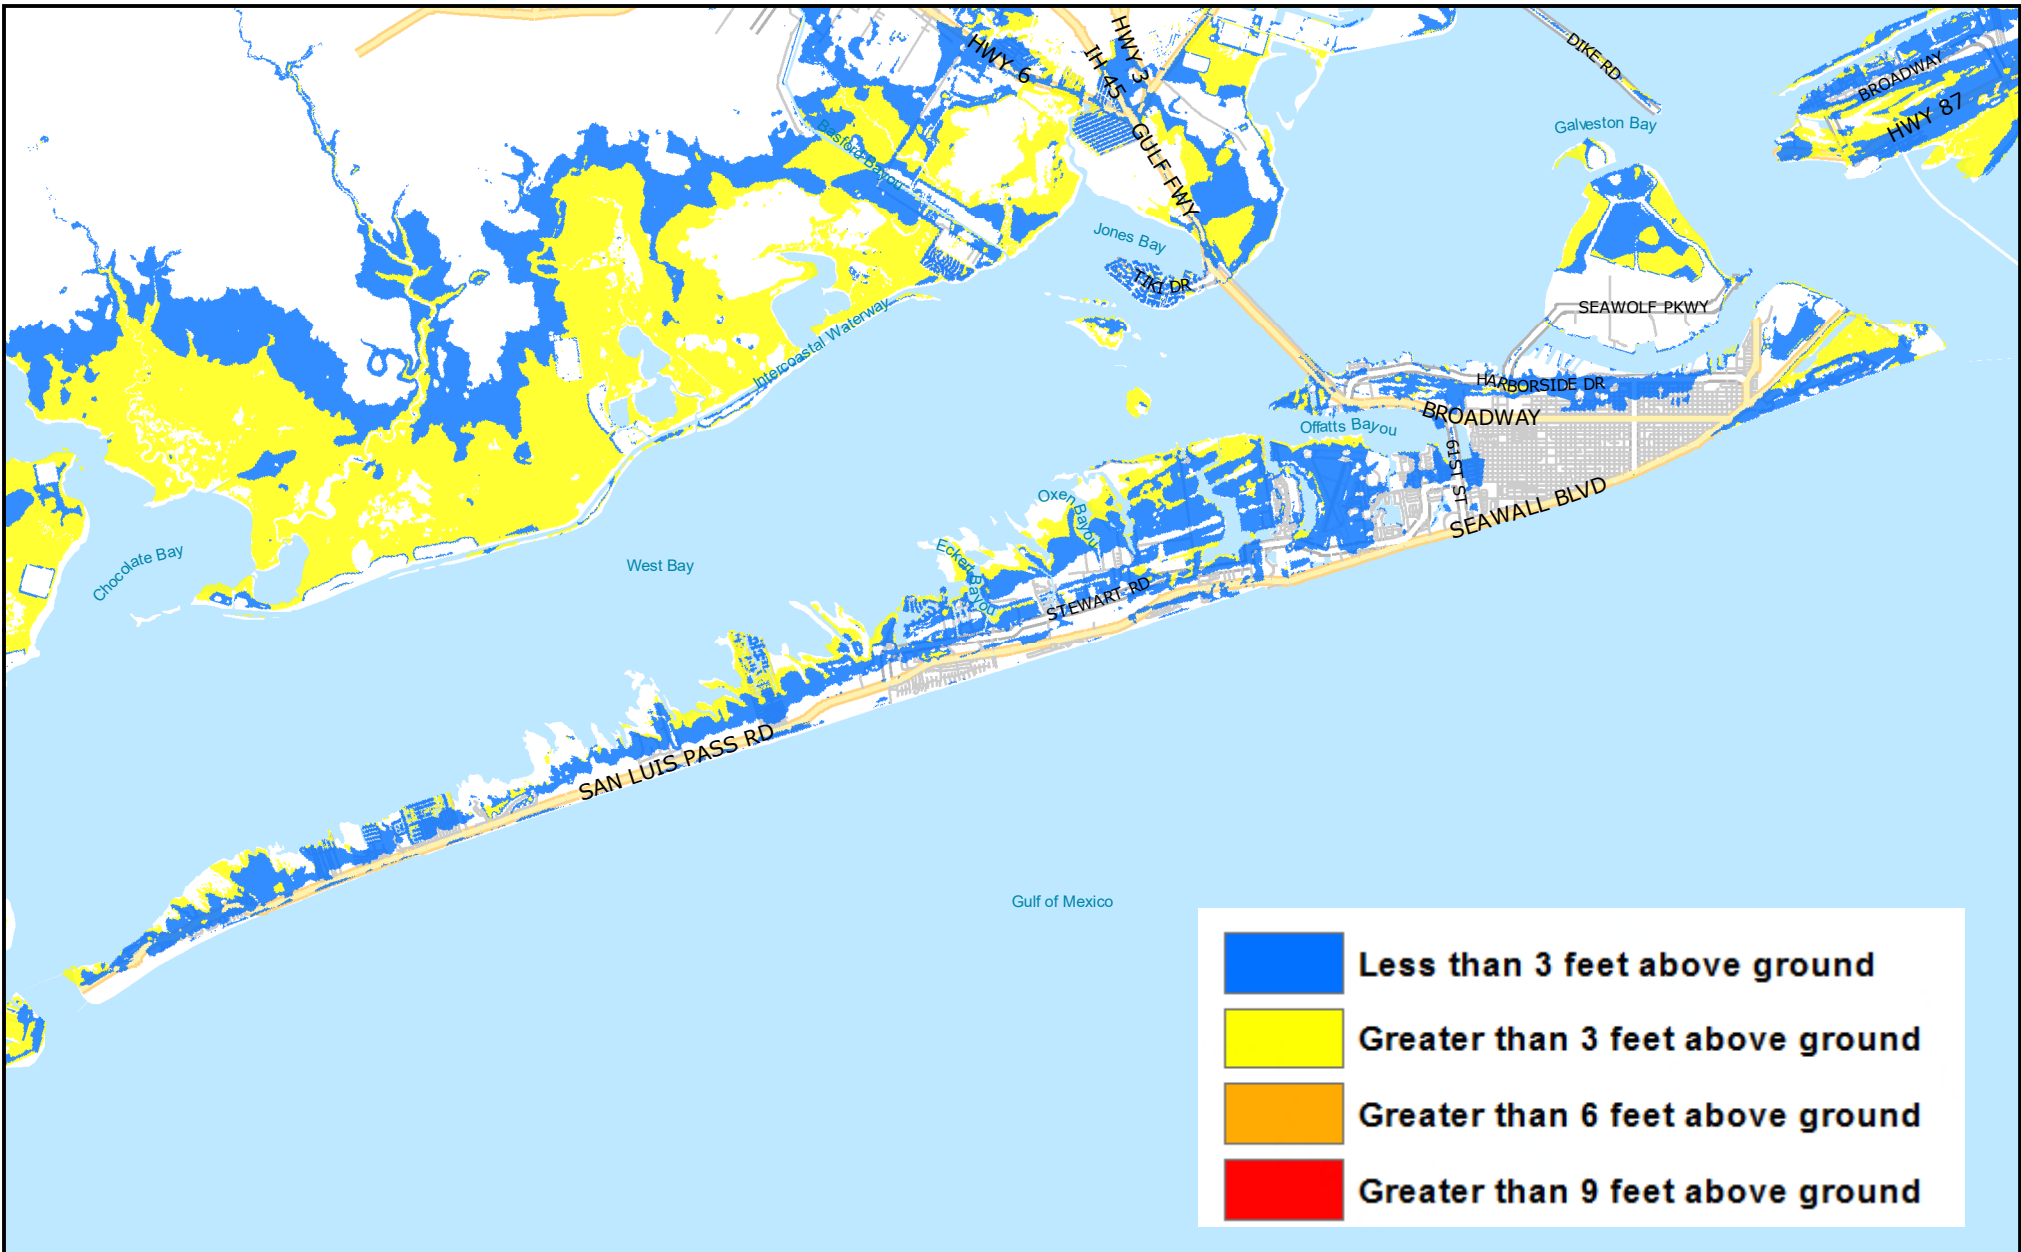 HWY 6
IH 45
HWY 3
DIKE RD
BROADWAY
HWY 87
Galveston Bay
Basford Bayou
GULF FWY
Jones Bay
TIKI DR
SEAWOLF PKWY
Intercoastal Waterway
HARBORSIDE DR
BROADWAY
Offatts Bayou
61ST ST
SEAWALL BLVD
Oxen Bayou
Eckert Bayou
Chocolate Bay
West Bay
STEWART RD
SAN LUIS PASS RD
Gulf of Mexico
Less than 3 feet above ground
Greater than 3 feet above ground
Greater than 6 feet above ground
Greater than 9 feet above ground